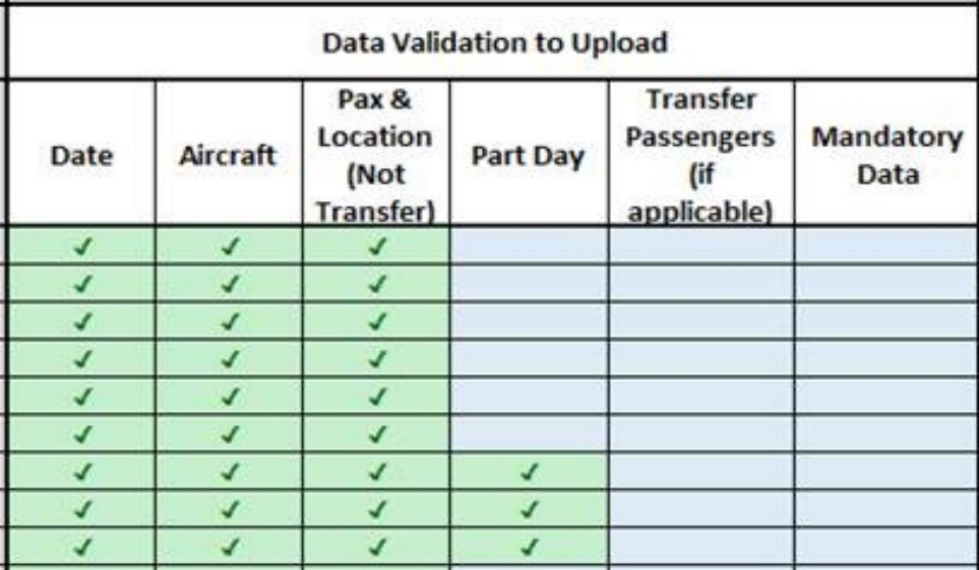 Data Validation to Upload
Date
Aircraft
Pax &
Location
(Not
Transfer)
Part Day
Transfer
Passengers
(if
applicable)
Mandatory
Data
✓ ✓ ✓
✓ ✓ ✓
✓ ✓ ✓
✓ ✓ ✓
✓ ✓ ✓
✓ ✓ ✓
✓ ✓ ✓ ✓
✓ ✓ ✓ ✓
✓ ✓ ✓ ✓